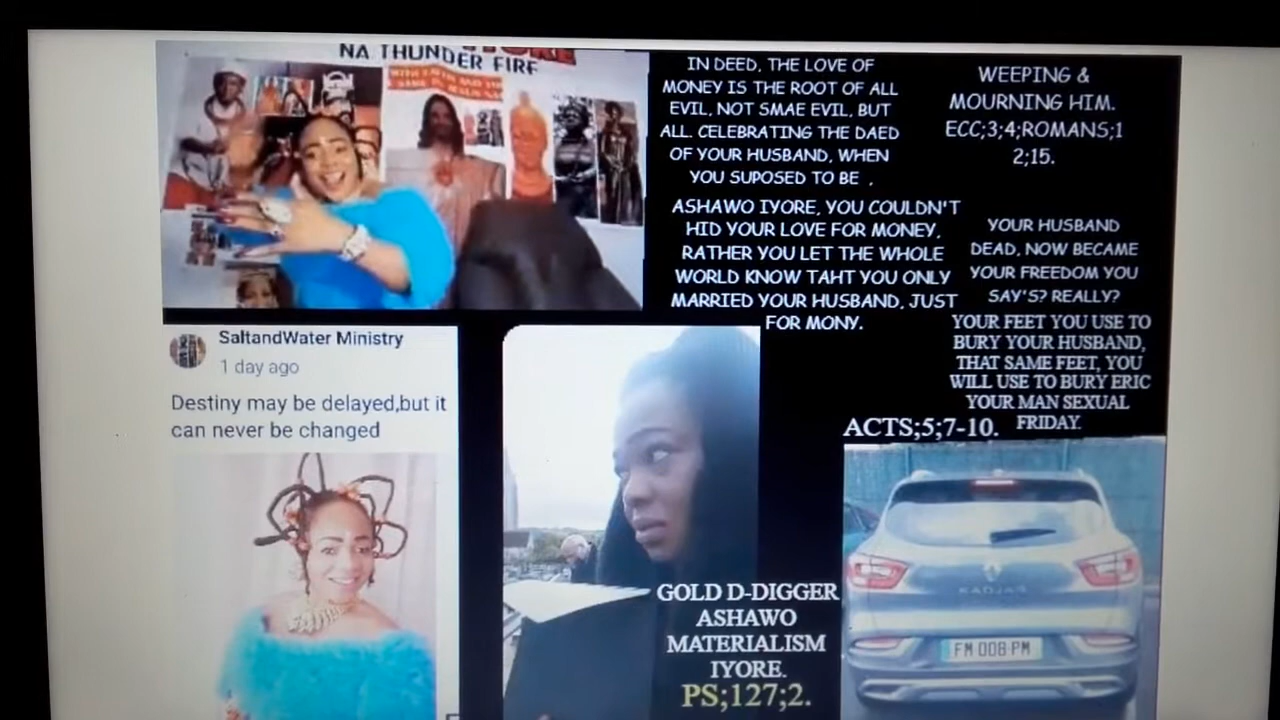 NA THUNDER FIRE
IN DEED, THE LOVE OF
MONEY IS THE ROOT OF ALL
EVIL, NOT SMAE EVIL, BUT
ALL. CELEBRATING THE DAED
OF YOUR HUSBAND, WHEN
YOU SUPOSED TO BE ,
WEEPING &
MOURNING HIM.
ECC;3;4;ROMANS;1
2;15.
ASHAWO IYORE, YOU COULDN'T
HID YOUR LOVE FOR MONEY,
RATHER YOU LET THE WHOLE
WORLD KNOW TAHT YOU ONLY
MARRIED YOUR HUSBAND, JUST
FOR MONY.
YOUR HUSBAND
DEAD, NOW BECAME
YOUR FREEDOM YOU
SAY'S? REALLY?
YOUR FEET YOU USE TO
BURY YOUR HUSBAND,
THAT SAME FEET, YOU
WILL USE TO BURY ERIC
YOUR MAN SEXUAL
FRIDAY.
ACTS;5;7-10.
SaltandWater Ministry
1 day ago
Destiny may be delayed,but it
can never be changed
GOLD D-DIGGER
ASHAWO
MATERIALISM
IYORE.
PS;127;2.
KADJAR
FM 008 PM